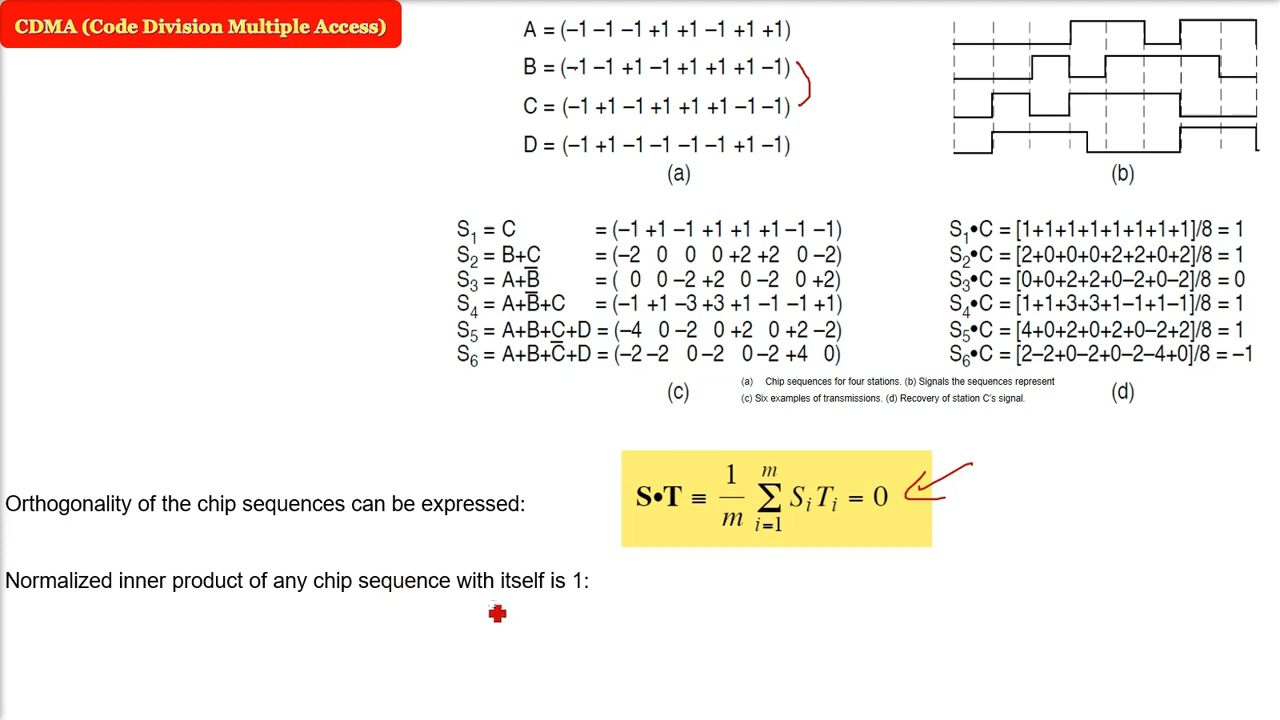 CDMA (Code Division Multiple Access)
A = (–1 –1 –1 +1 +1 –1 +1 +1)
B = (–1 –1 +1 –1 +1 +1 +1 –1)
C = (–1 +1 –1 +1 +1 +1 –1 –1)
D = (–1 +1 –1 –1 –1 –1 +1 –1)
(a)
(b)
S₁ = C = (–1 +1 –1 +1 +1 +1 –1 –1)
S₂ = B+C = (–2 0 0 0 +2 +2 0 –2)
S₃ = A+B̅ = ( 0 0 –2 +2 0 –2 0 +2)
S₄ = A+B̅+C = (–1 +1 –3 +3 +1 –1 –1 +1)
S₅ = A+B+C+D = (–4 0 –2 0 +2 0 +2 –2)
S₆ = A+B+C̅+D = (–2 –2 0 –2 0 –2 +4 0)
(c)
S₁•C = [1+1+1+1+1+1+1+1]/8 = 1
S₂•C = [2+0+0+0+2+2+0+2]/8 = 1
S₃•C = [0+0+2+2+0–2+0–2]/8 = 0
S₄•C = [1+1+3+3+1–1+1–1]/8 = 1
S₅•C = [4+0+2+0+2+0–2+2]/8 = 1
S₆•C = [2–2+0–2+0–2–4+0]/8 = –1
(d)
(a) Chip sequences for four stations. (b) Signals the sequences represent
(c) Six examples of transmissions. (d) Recovery of station C's signal.
Orthogonality of the chip sequences can be expressed:
S•T ≡ 1/m ∑ᵢ₌₁ᵐ SᵢTᵢ = 0
Normalized inner product of any chip sequence with itself is 1: